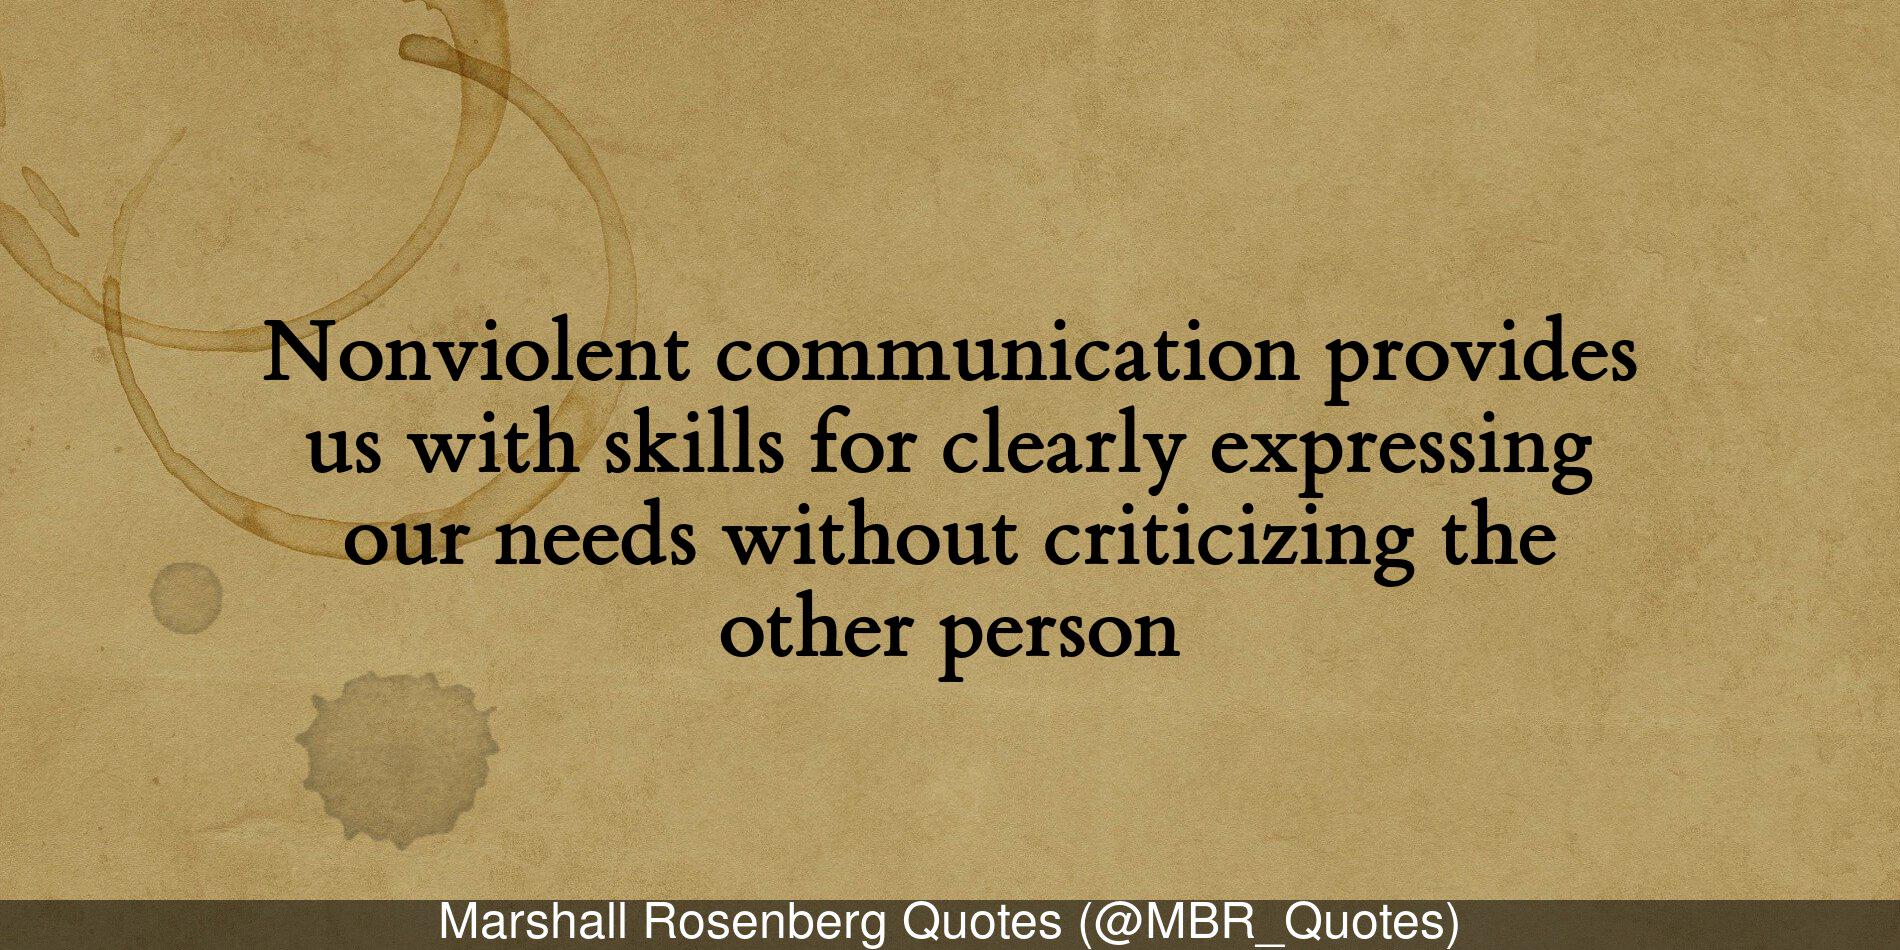 Nonviolent communication provides
us with skills for clearly expressing
our needs without criticizing the
other person
Marshall Rosenberg Quotes (@MBR_Quotes)